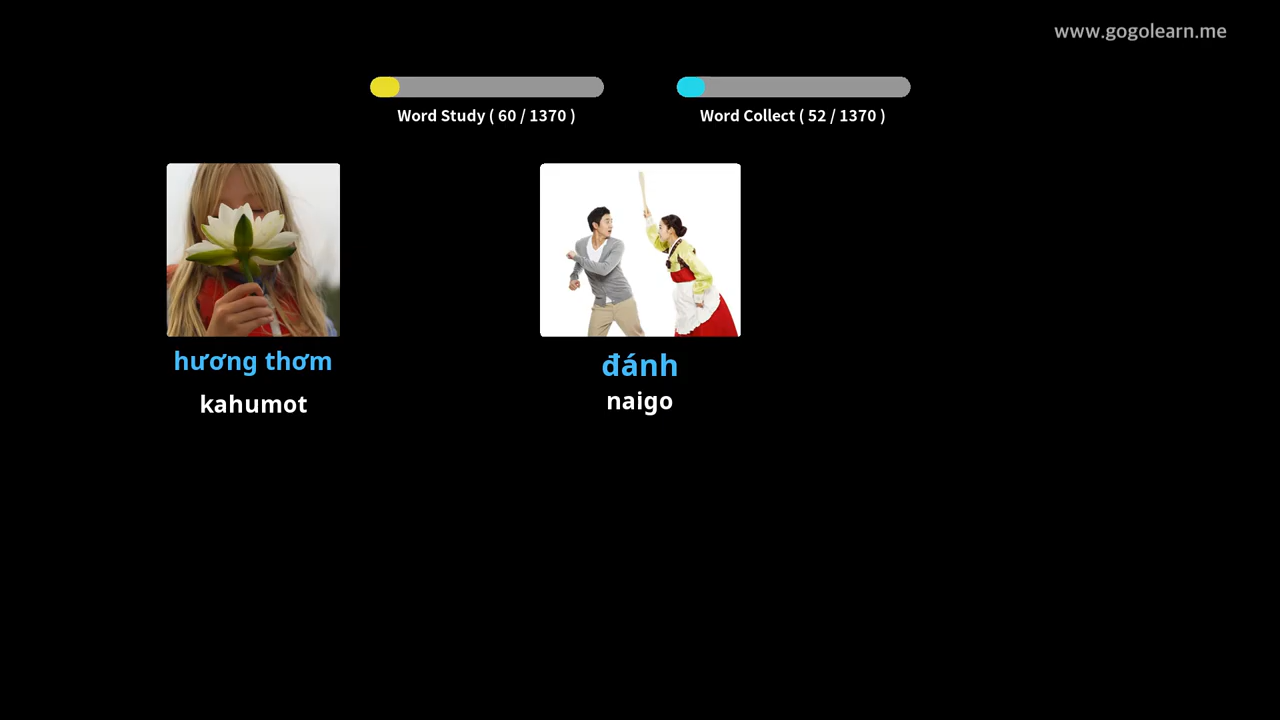 www.gogolearn.me
Word Study ( 60 / 1370 )
Word Collect ( 52 / 1370 )
hương thơm
kahumot
đánh
naigo